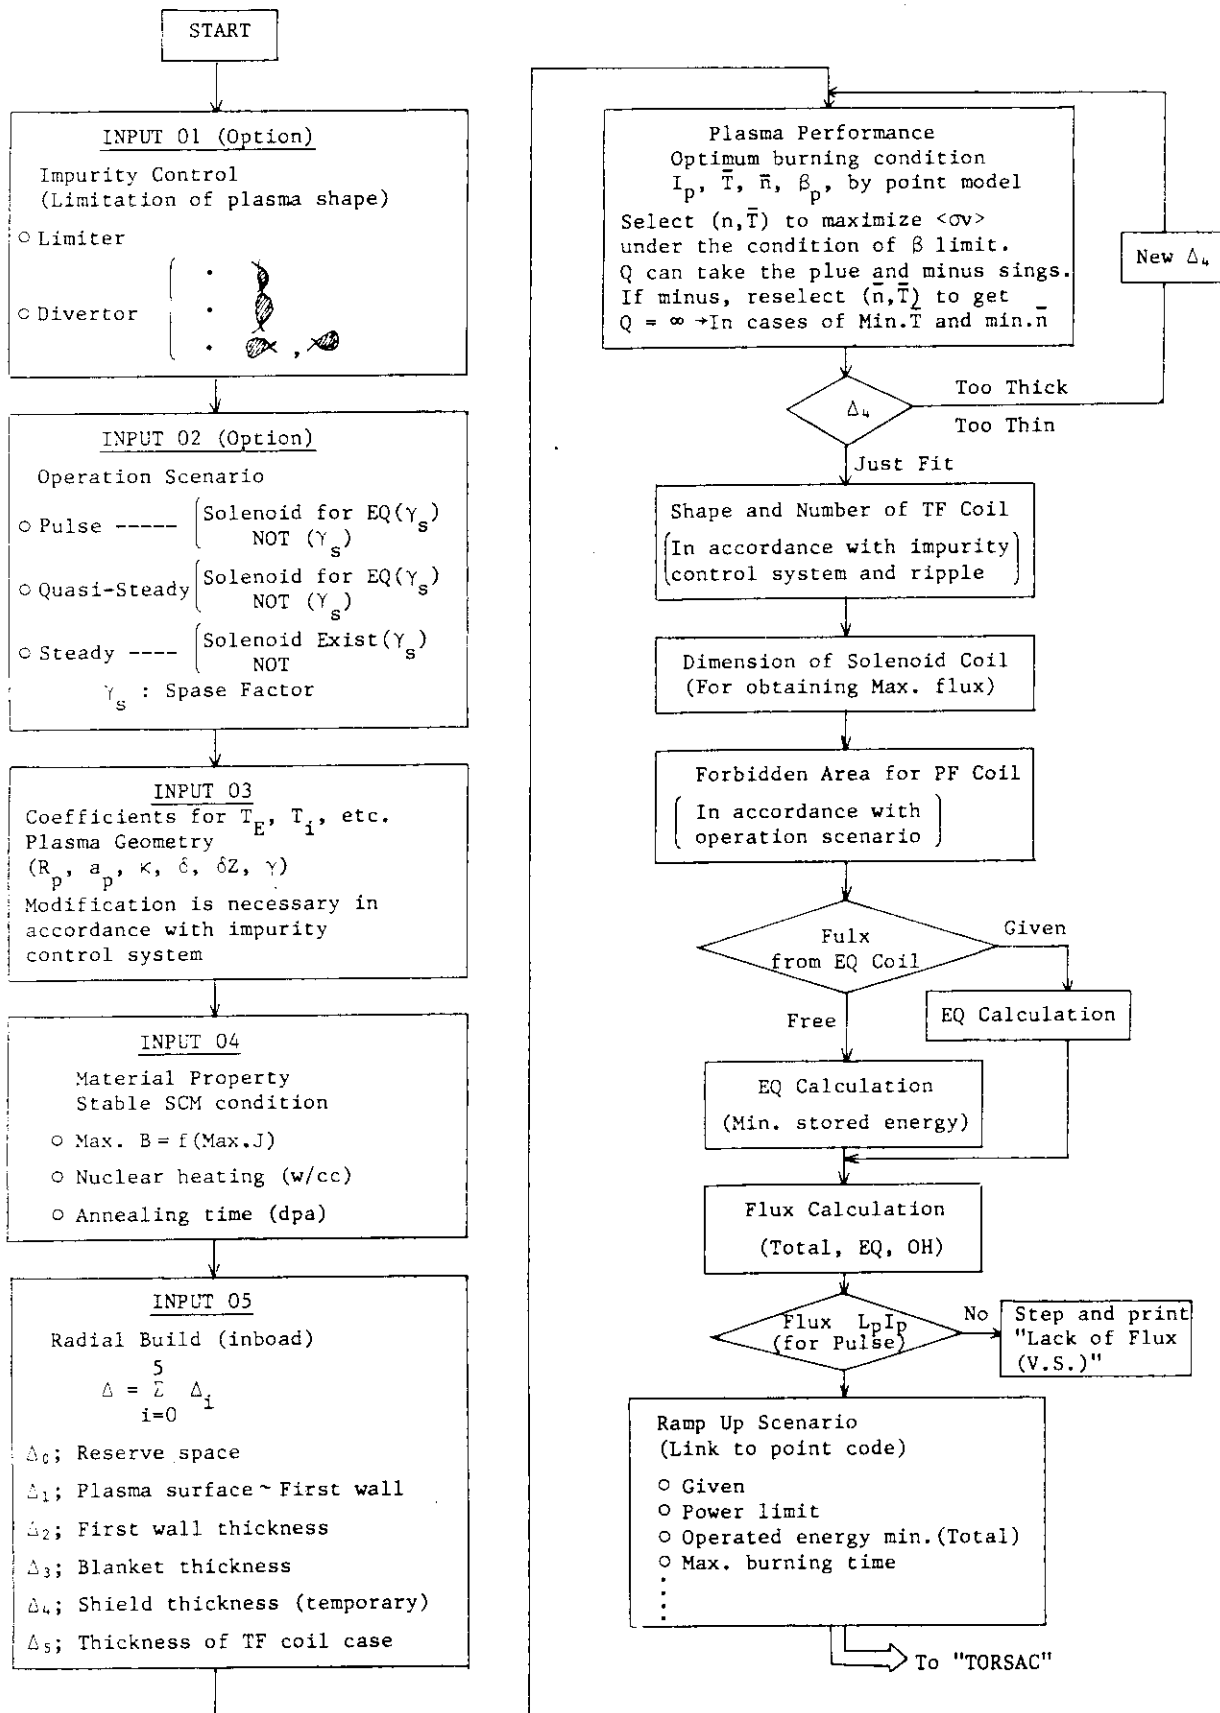 START
INPUT 01 (Option)
Impurity Control
(Limitation of plasma shape)
○ Limiter
○ Divertor
INPUT 02 (Option)
Operation Scenario
○ Pulse ----- Solenoid for EQ(γs)
NOT (γs)
○ Quasi-Steady Solenoid for EQ(γs)
NOT (γs)
○ Steady ---- Solenoid Exist(γs)
NOT
γs : Spase Factor
INPUT 03
Coefficients for TE, Ti, etc.
Plasma Geometry
(Rp, ap, κ, δ, δZ, γ)
Modification is necessary in
accordance with impurity
control system
INPUT 04
Material Property
Stable SCM condition
○ Max. B = f(Max.J)
○ Nuclear heating (w/cc)
○ Annealing time (dpa)
INPUT 05
Radial Build (inboad)
5
Δ = Σ Δi
i=0
Δ0; Reserve space
Δ1; Plasma surface ~ First wall
Δ2; First wall thickness
Δ3; Blanket thickness
Δ4; Shield thickness (temporary)
Δ5; Thickness of TF coil case
Plasma Performance
Optimum burning condition
Ip, T̄, n̄, βp, by point model
Select (n,T̄) to maximize <σv>
under the condition of β limit.
Q can take the plue and minus sings.
If minus, reselect (n̄,T̄) to get
Q = ∞ →In cases of Min.T̄ and min.n̄
New Δ4
Δ4
Too Thick
Too Thin
Just Fit
Shape and Number of TF Coil
(In accordance with impurity
control system and ripple)
Dimension of Solenoid Coil
(For obtaining Max. flux)
Forbidden Area for PF Coil
(In accordance with
operation scenario)
Fulx
from EQ Coil
Given
EQ Calculation
Free
EQ Calculation
(Min. stored energy)
Flux Calculation
(Total, EQ, OH)
Flux LpIp
(for Pulse)
No
Step and print
"Lack of Flux
(V.S.)"
Ramp Up Scenario
(Link to point code)
○ Given
○ Power limit
○ Operated energy min.(Total)
○ Max. burning time
To "TORSAC"